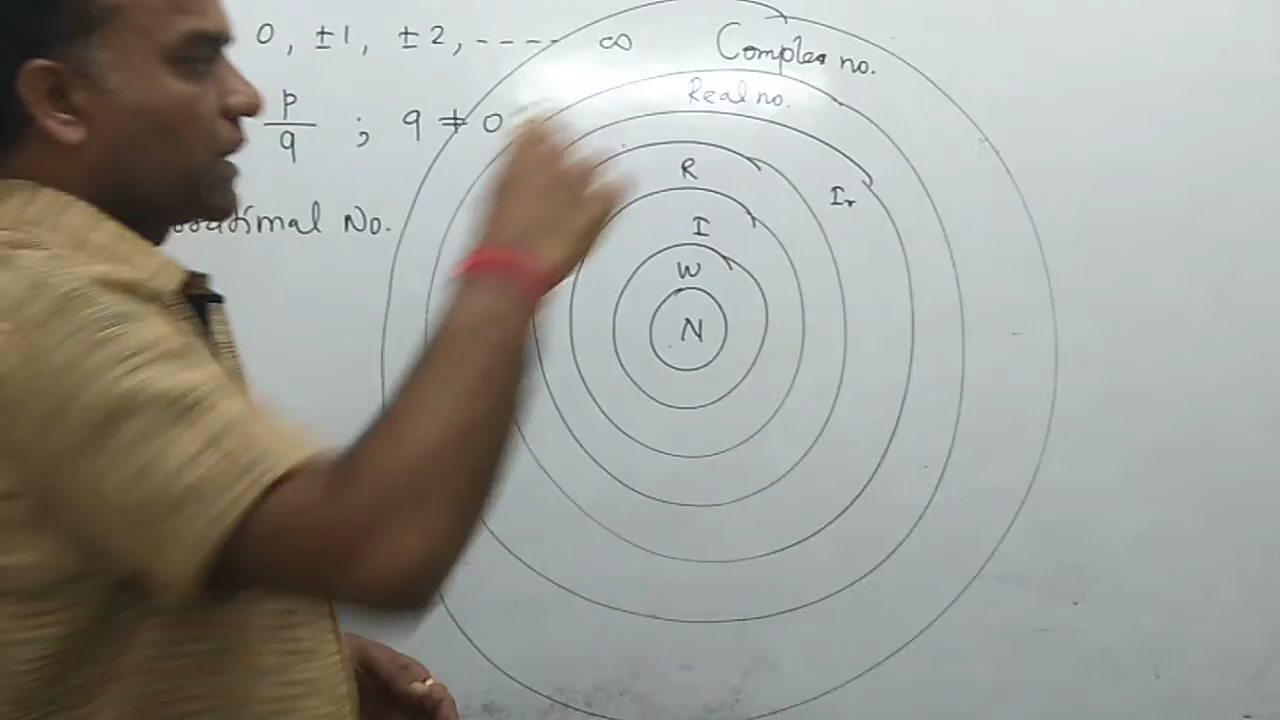 0, ±1, ±2, ---- ∞
p/q ; q ≠ 0
No.
Complex no.
Real no.
R
Ir
I
W
N